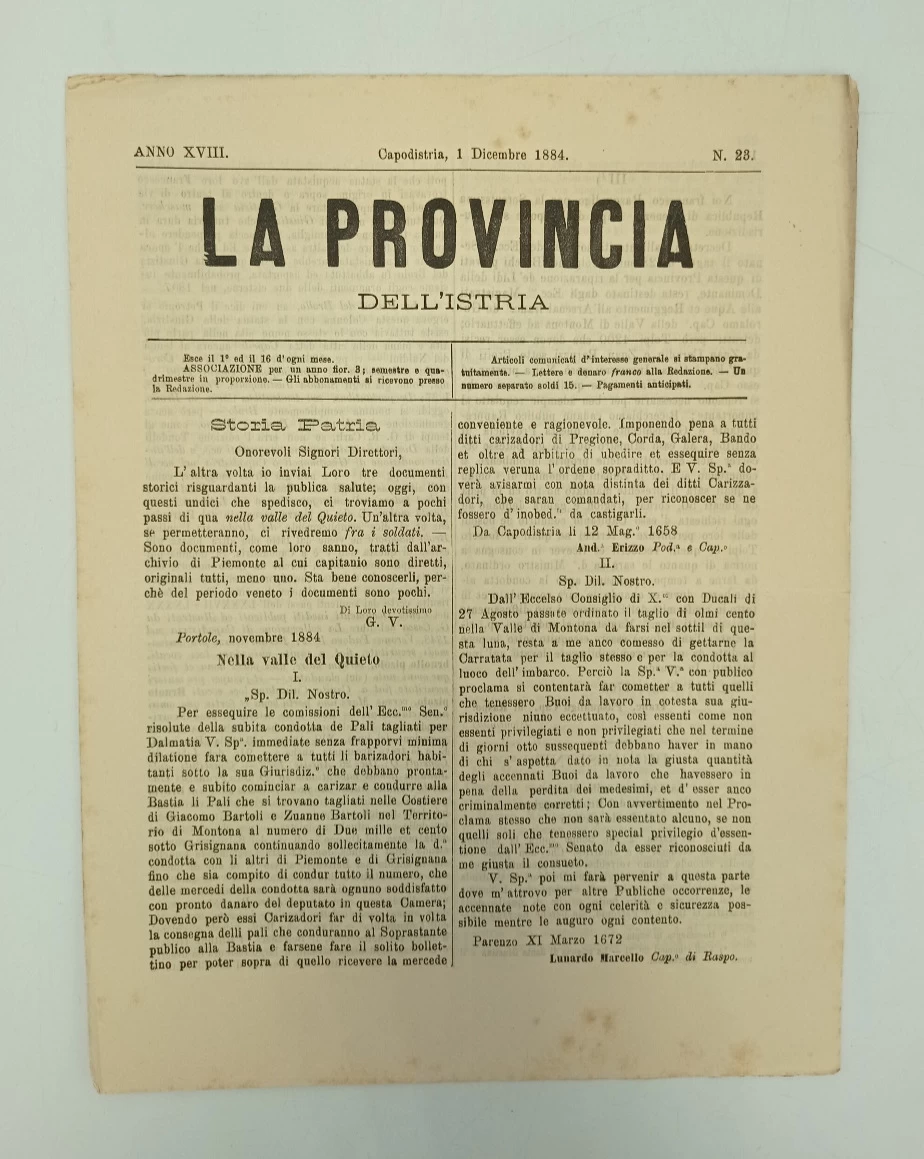 ANNO XVIII.
Capodistria, 1 Dicembre 1884.
N. 23.
LA PROVINCIA
DELL'ISTRIA
Esce il 1° ed il 16 d'ogni mese.
ASSOCIAZIONE per un anno fior. 3; semestre e qua-
drimestre in proporzione. — Gli abbonamenti si ricevono presso
la Redazione.
Articoli comunicati d'interesse generale si stampano gra-
tuitamente. — Lettere e denaro franco alla Redazione. — Un
numero separato soldi 15. — Pagamenti anticipati.
Storia Patria
Onorevoli Signori Direttori,
L'altra volta io inviai Loro tre documenti
storici risguardanti la publica salute; oggi, con
questi undici che spedisco, ci troviamo a pochi
passi di qua nella valle del Quieto. Un'altra volta,
se permetteranno, ci rivedremo fra i soldati. —
Sono documenti, come loro sanno, tratti dall'ar-
chivio di Piemonte al cui capitanio sono diretti,
originali tutti, meno uno. Sta bene conoscerli, per-
chè del periodo veneto i documenti sono pochi.
Di Loro devotissimo
G. V.
Portole, novembre 1884
Nella valle del Quieto
I.
„Sp. Dil. Nostro.
Per essequire le comissioni dell' Ecc.mo Sen.o
risolute della subita condotta de Pali tagliati per
Dalmatia V. Sp.a immediate senza frapporvi minima
dilatione fara comettere a tutti li barizadori habi-
tanti sotto la sua Giurisdiz.e che debbano pronta-
mente e subito cominciar a carizar e condurre alla
Bastia li Pali che si trovano tagliati nelle Costiere
di Giacomo Bartoli e Zuanne Bartoli nel Territo-
rio di Montona al numero di Due mille et cento
sotto Grisignana continuando sollecitamente la d.a
condotta con li altri di Piemonte e di Grisignana
fino che sia compito di condur tutto il numero, che
delle mercedi della condotta sarà ognuno soddisfatto
con pronto danaro del deputato in questa Camera;
Dovendo però essi Carizadori far di volta in volta
la consegna delli pali che conduranno al Soprastante
publico alla Bastia e farsene fare il solito bollet-
tino per poter sopra di quello ricevere la mercede
conveniente e ragionevole. Imponendo pena a tutti
ditti carizadori di Pregione, Corda, Galera, Bando
et oltre ad arbitrio di ubedire et essequire senza
replica veruna l'ordene sopraditto. E V. Sp.a do-
verà avisarmi con nota distinta dei ditti Carizza-
dori, che saran comandati, per riconoscer se ne
fossero d'inobed.ti da castigarli.
Da Capodistria li 12 Mag.o 1658
And.a Erizzo Pod.a e Cap.o
II.
Sp. Dil. Nostro.
Dall' Eccelso Consiglio di X.ci con Ducali di
27 Agosto passato ordinato il taglio di olmi cento
nella Valle di Montona da farsi nel sottil di que-
sta luna, resta a me anco comesso di gettarne la
Carratata per il taglio stesso e per la condotta al
luoco dell' imbarco. Perciò la Sp.a V.a con publico
proclama si contentarà far cometter a tutti quelli
che tenessero Buoi da lavoro in cotesta sua giu-
risdizione niuno eccettuato, così essenti come non
essenti privilegiati e non privilegiati che nel termine
di giorni otto sussequenti debbano haver in mano
di chi s'aspetta dato in nota la giusta quantità
degli accennati Buoi da lavoro che havessero in
pena della perdita dei medesimi, et d'esser anco
criminalmente corretti; Con avvertimento nel Pro-
clama stesso che non sarà essentato alcuno, se non
quelli soli che tenessero special privilegio d'essen-
tione dall' Ecc.mo Senato da esser riconosciuti da
me giusta il consueto.
V. Sp.a poi mi farà pervenir a questa parte
dove m'attrovo per altre Publiche occorrenze, le
accennate note con ogni celerità e sicurezza pos-
sibile mentre le auguro ogni contento.
Parenzo XI Marzo 1672
Lunardo Marcello Cap.o di Raspo.